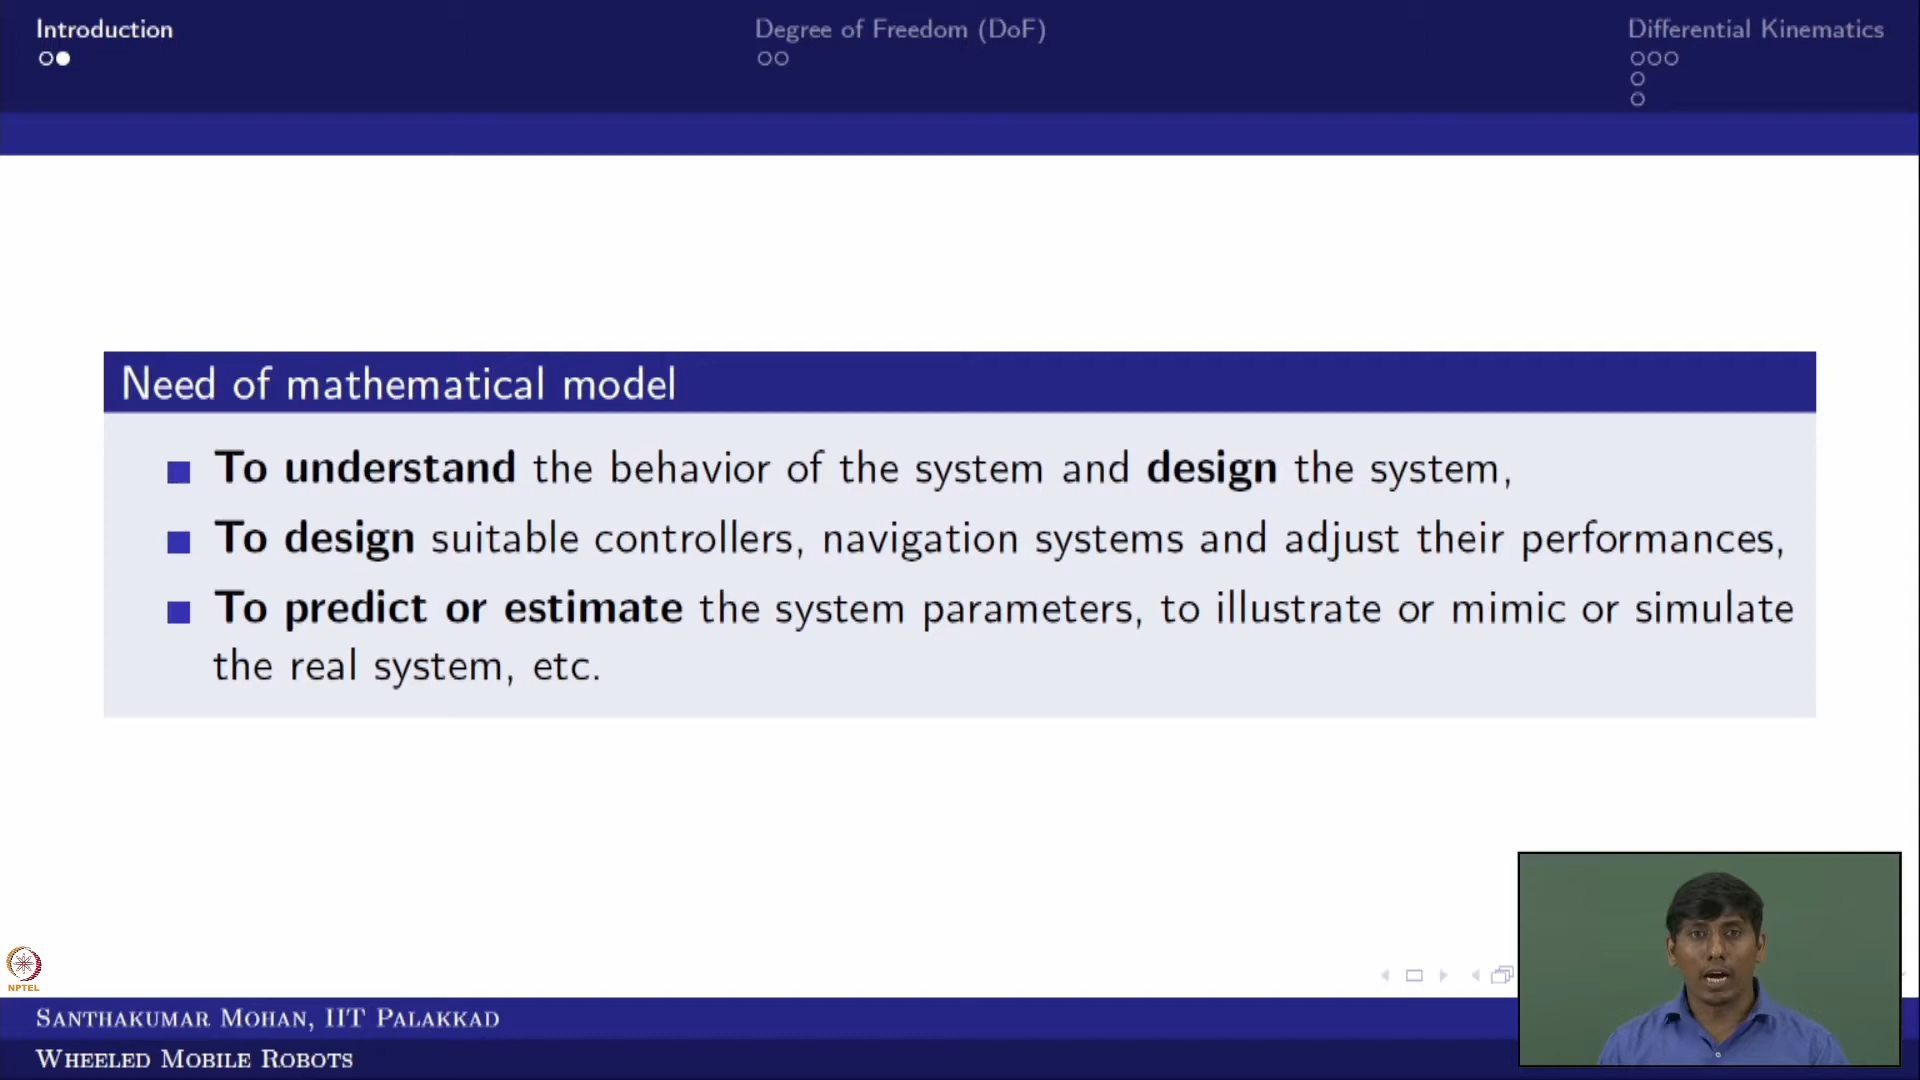 Introduction
Degree of Freedom (DoF)
Differential Kinematics
Need of mathematical model
To understand the behavior of the system and design the system,
To design suitable controllers, navigation systems and adjust their performances,
To predict or estimate the system parameters, to illustrate or mimic or simulate
the real system, etc.
NPTEL
Santhakumar Mohan, IIT Palakkad
Wheeled Mobile Robots